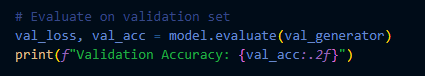 # Evaluate on validation set
val_loss, val_acc = model.evaluate(val_generator)
print(f"Validation Accuracy: {val_acc:.2f}")